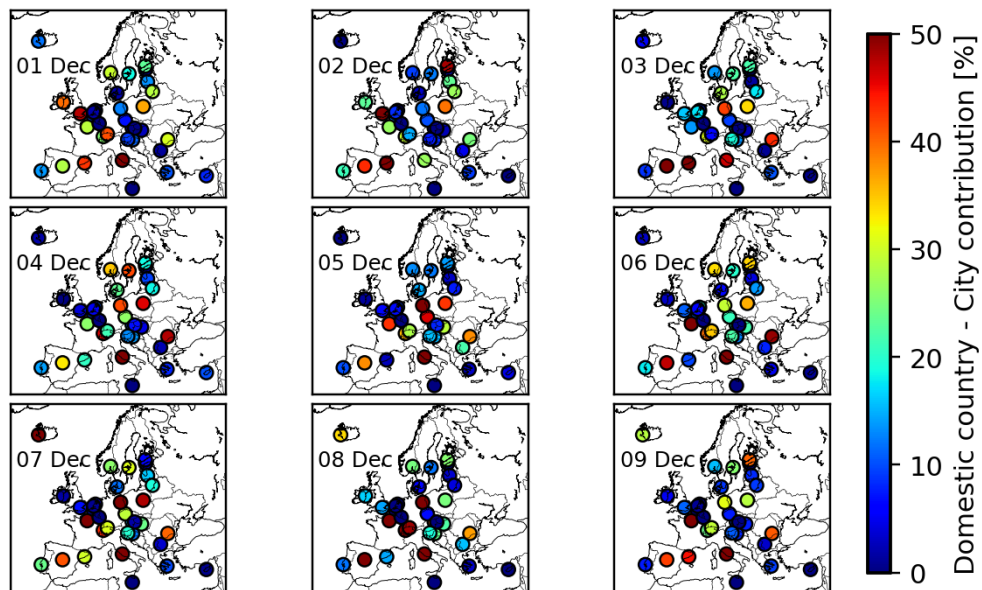 01 Dec
02 Dec
03 Dec
04 Dec
05 Dec
06 Dec
07 Dec
08 Dec
09 Dec
50
40
30
20
10
0
Domestic country - City contribution [%]